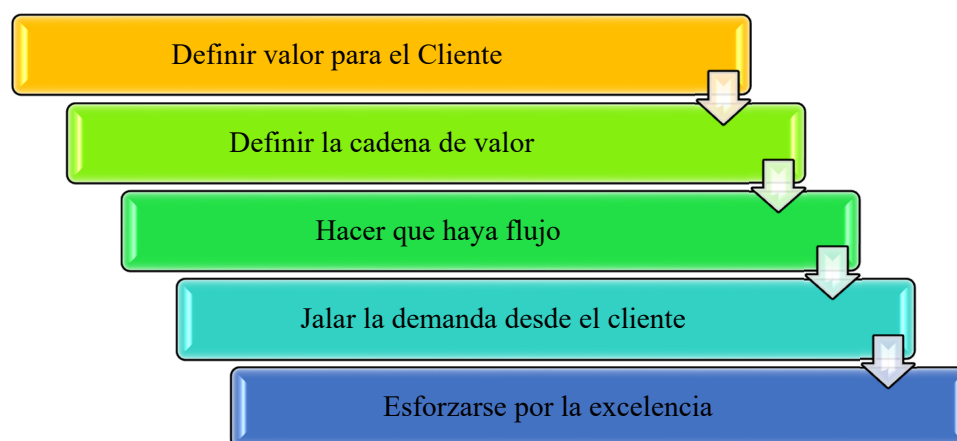 Definir valor para el Cliente
Definir la cadena de valor
Hacer que haya flujo
Jalar la demanda desde el cliente
Esforzarse por la excelencia